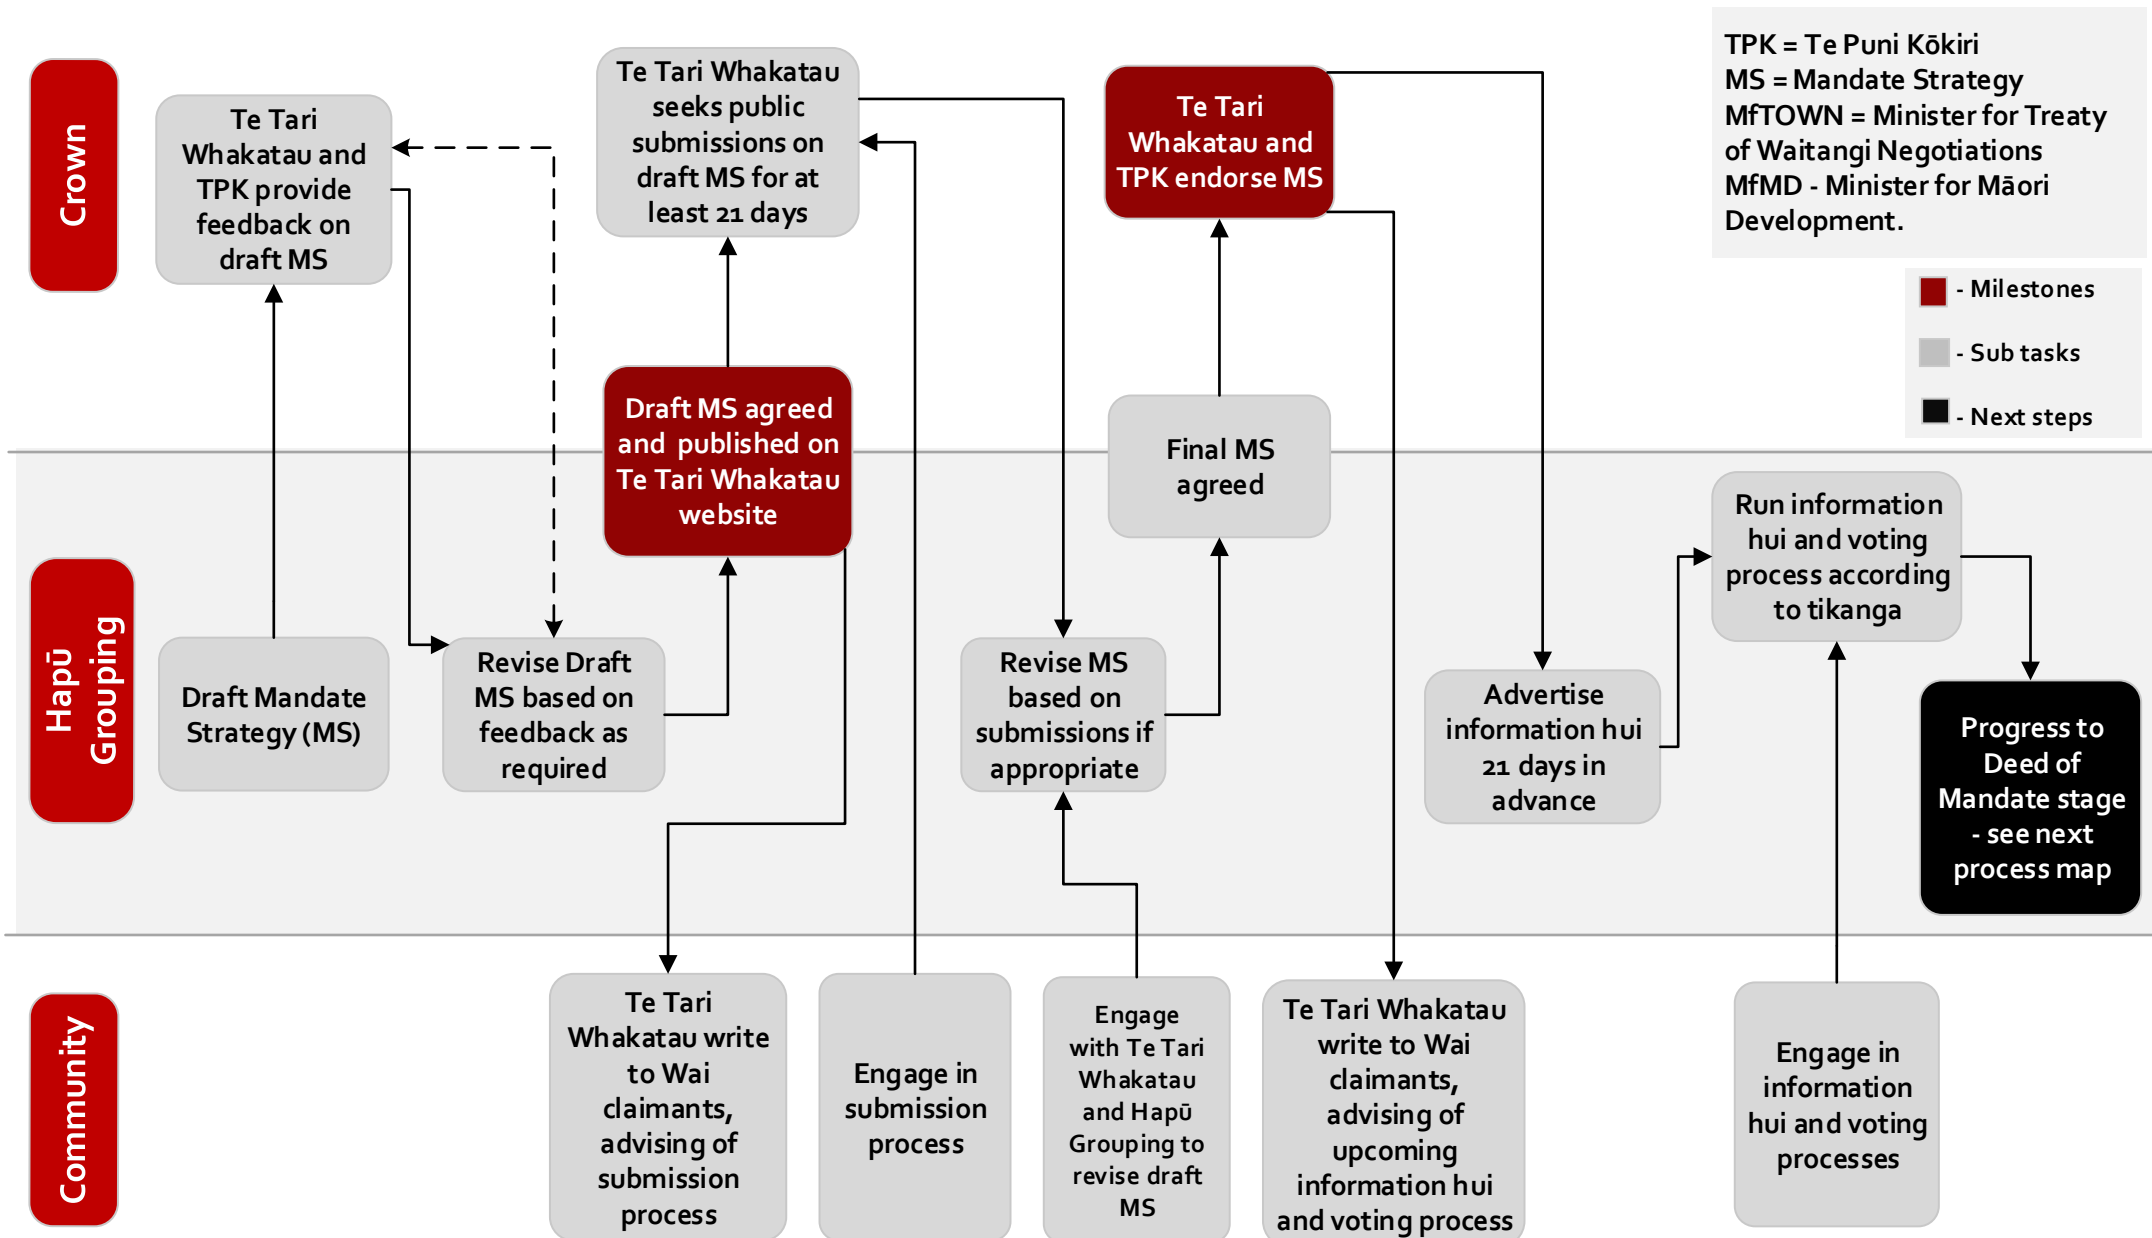 Crown
Te Tari
Whakatau and
TPK provide
feedback on
draft MS
Te Tari Whakatau
seeks public
submissions on
draft MS for at
least 21 days
Te Tari
Whakatau and
TPK endorse MS
TPK = Te Puni Kōkiri
MS = Mandate Strategy
MfTOWN = Minister for Treaty
of Waitangi Negotiations
MfMD - Minister for Māori
Development.
- Milestones
- Sub tasks
- Next steps
Draft MS agreed
and published on
Te Tari Whakatau
website
Final MS
agreed
Hapū
Grouping
Draft Mandate
Strategy (MS)
Revise Draft
MS based on
feedback as
required
Revise MS
based on
submissions if
appropriate
Advertise
information hui
21 days in
advance
Run information
hui and voting
process according
to tikanga
Progress to
Deed of
Mandate stage
- see next
process map
Community
Te Tari
Whakatau write
to Wai
claimants,
advising of
submission
process
Engage in
submission
process
Engage
with Te Tari
Whakatau
and Hapū
Grouping to
revise draft
MS
Te Tari Whakatau
write to Wai
claimants,
advising of
upcoming
information hui
and voting process
Engage in
information
hui and voting
processes